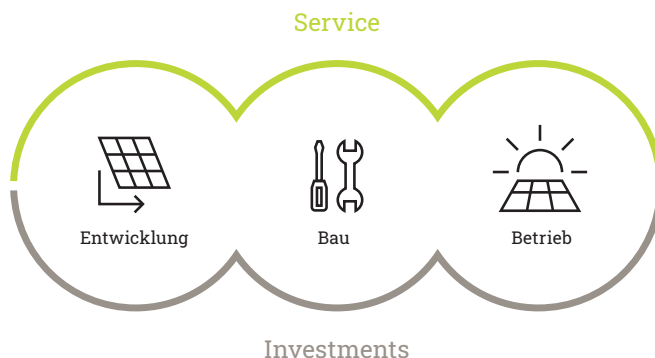 Service
Entwicklung
Bau
Betrieb
Investments